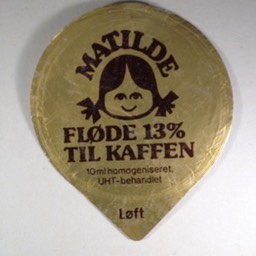 MATILDE
FLØDE 13%
TIL KAFFEN
10 ml homogeniseret,
UHT-behandlet
Løft